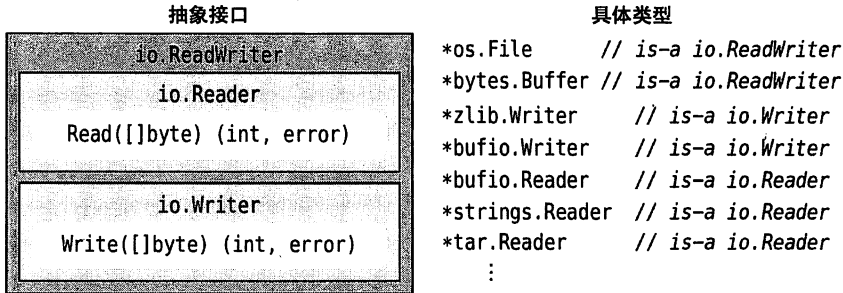 抽象接口
io.ReadWriter
io.Reader
Read([]byte) (int, error)
io.Writer
Write([]byte) (int, error)
具体类型
*os.File // is-a io.ReadWriter
*bytes.Buffer // is-a io.ReadWriter
*zlib.Writer // is-a io.Writer
*bufio.Writer // is-a io.Writer
*bufio.Reader // is-a io.Reader
*strings.Reader // is-a io.Reader
*tar.Reader // is-a io.Reader
⋮